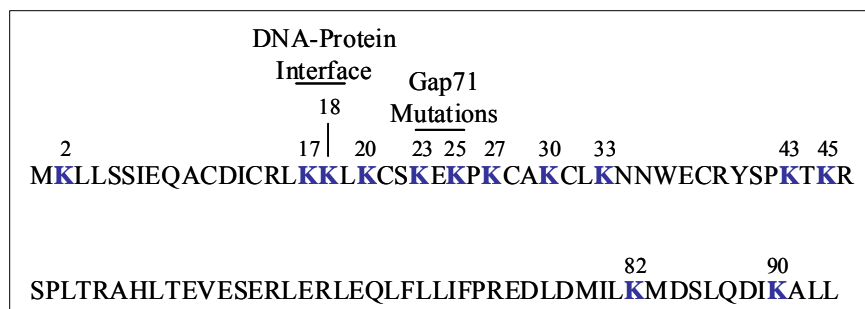 DNA-Protein
Interface
Gap71
Mutations
18
2 17 20 23 25 27 30 33 43 45
MKLLSSIEQACDICRLKKLKCSKEKPKCAKCLKNNWECRYSPKTKR
82 90
SPLTRAHLTEVESERLERLEQLFLLIFPREDLDMILKMDSLQDIKALL